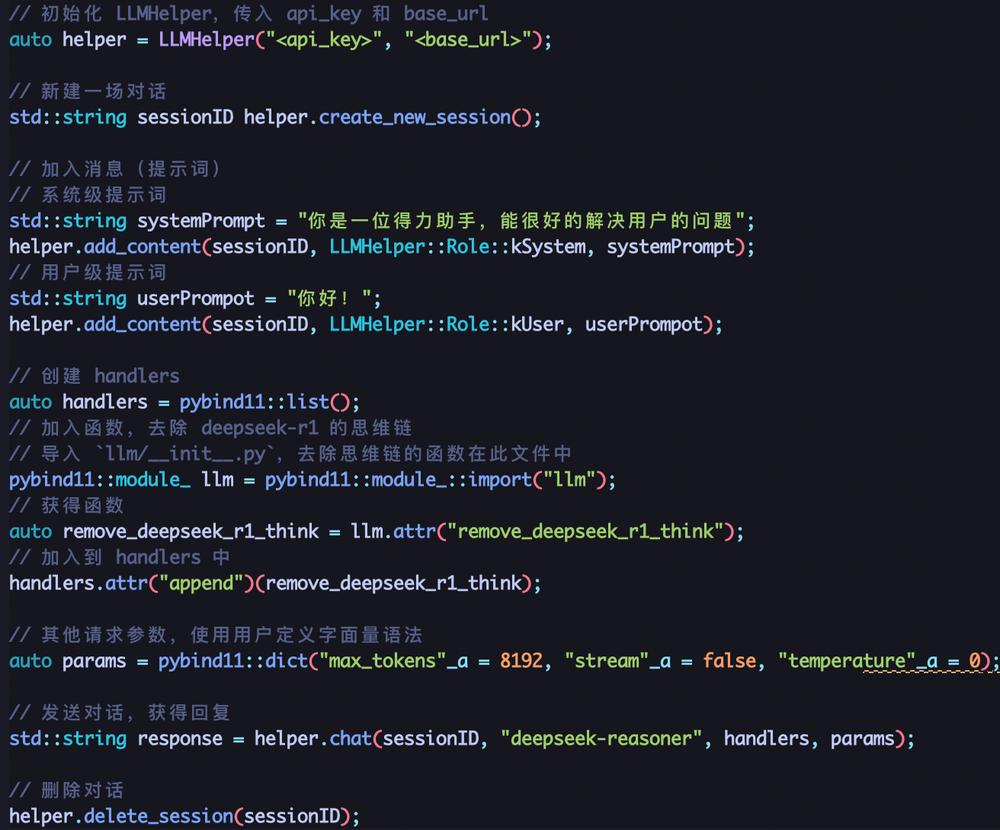 // 初始化 LLMHelper，传入 api_key 和 base_url
auto helper = LLMHelper("<api_key>", "<base_url>");
// 新建一场对话
std::string sessionID helper.create_new_session();
// 加入消息（提示词）
// 系统级提示词
std::string systemPrompt = "你是一位得力助手，能很好的解决用户的问题";
helper.add_content(sessionID, LLMHelper::Role::kSystem, systemPrompt);
// 用户级提示词
std::string userPrompot = "你好！";
helper.add_content(sessionID, LLMHelper::Role::kUser, userPrompot);
// 创建 handlers
auto handlers = pybind11::list();
// 加入函数，去除 deepseek-r1 的思维链
// 导入 `llm/__init__.py`，去除思维链的函数在此文件中
pybind11::module_ llm = pybind11::module_::import("llm");
// 获得函数
auto remove_deepseek_r1_think = llm.attr("remove_deepseek_r1_think");
// 加入到 handlers 中
handlers.attr("append")(remove_deepseek_r1_think);
// 其他请求参数，使用用户定义字面量语法
auto params = pybind11::dict("max_tokens"_a = 8192, "stream"_a = false, "temperature"_a = 0);
// 发送对话，获得回复
std::string response = helper.chat(sessionID, "deepseek-reasoner", handlers, params);
// 删除对话
helper.delete_session(sessionID);